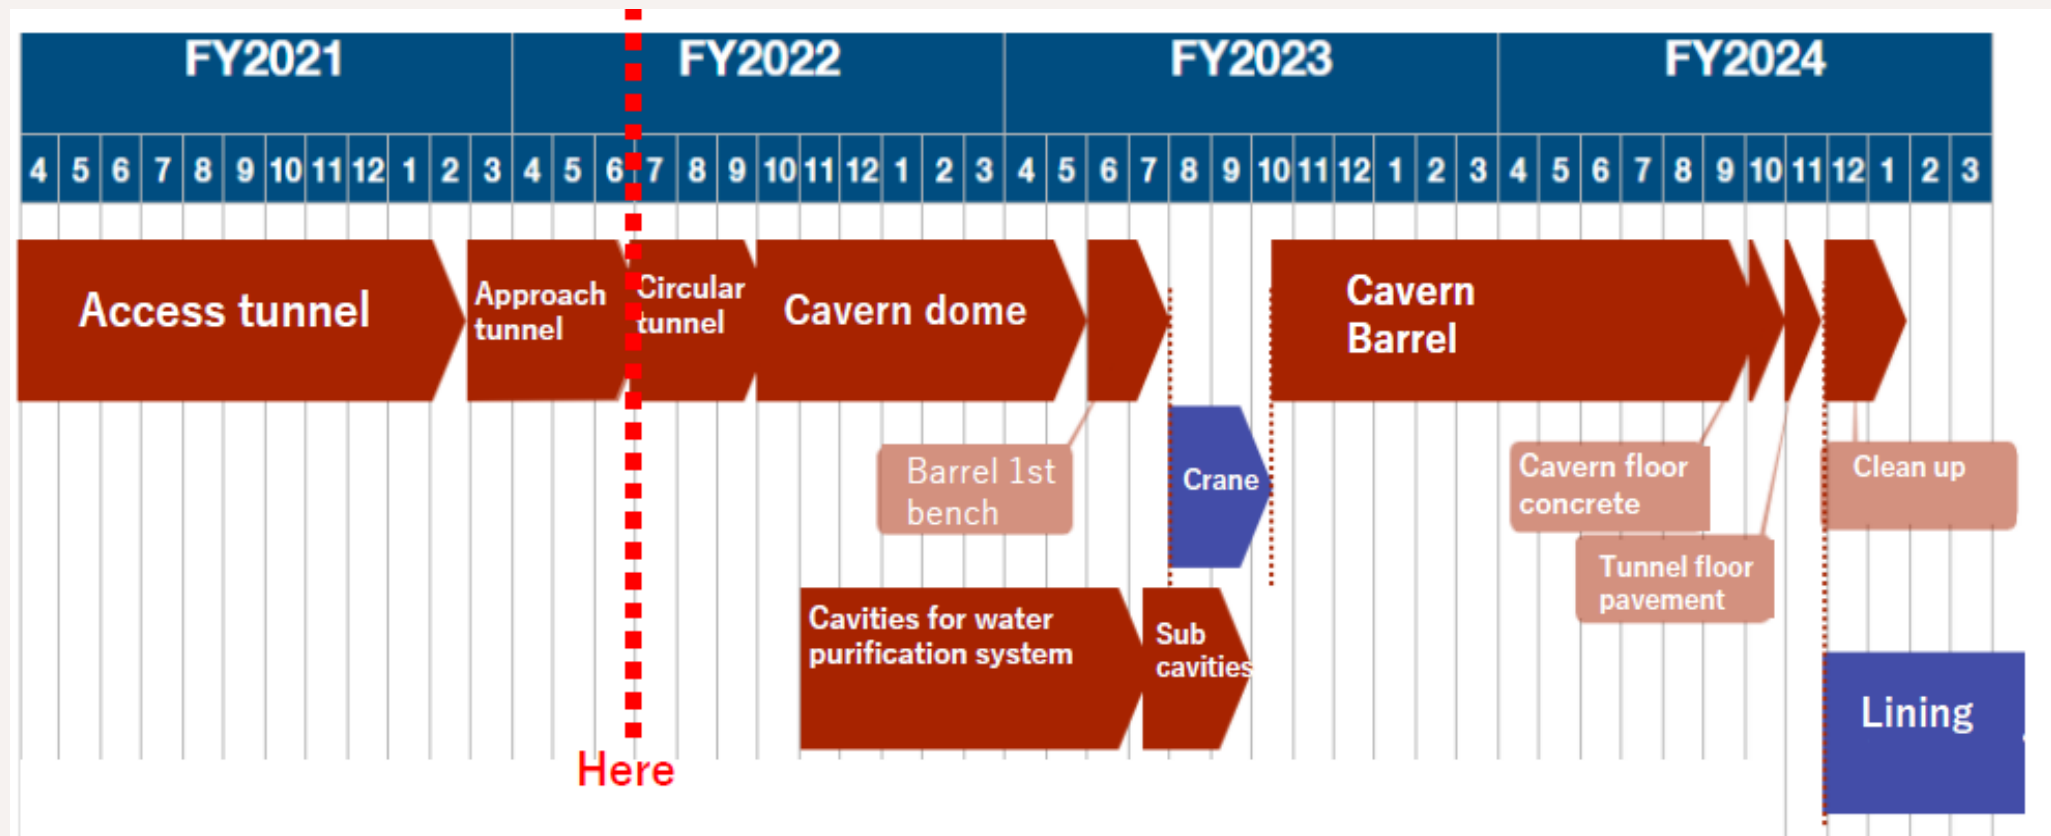 FY2021 FY2022 FY2023 FY2024
4 5 6 7 8 9 10 11 12 1 2 3 4 5 6 7 8 9 10 11 12 1 2 3 4 5 6 7 8 9 10 11 12 1 2 3 4 5 6 7 8 9 10 11 12 1 2 3
Access tunnel
Approach
tunnel
Circular
tunnel
Cavern dome
Cavern
Barrel
Barrel 1st
bench
Crane
Cavern floor
concrete
Clean up
Tunnel floor
pavement
Cavities for water
purification system
Sub
cavities
Lining
Here